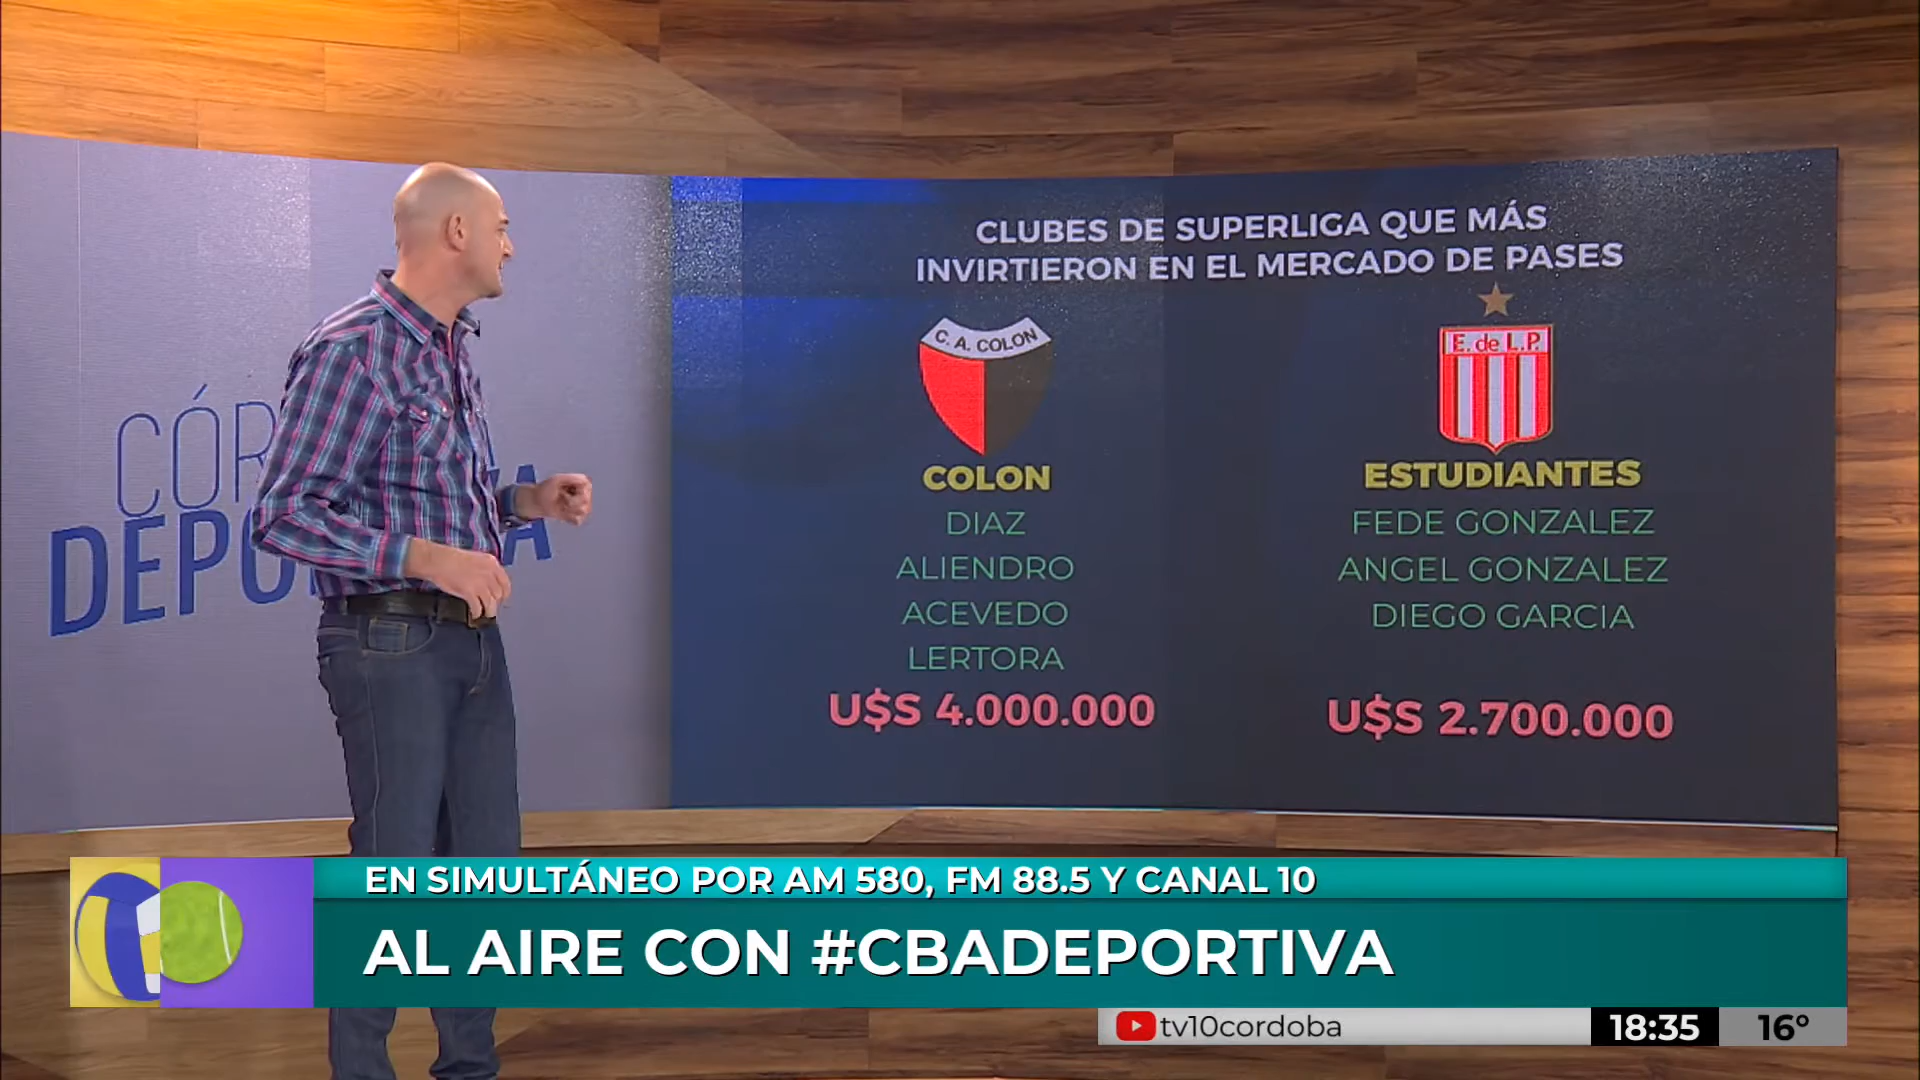 CLUBES DE SUPERLIGA QUE MÁS
INVIRTIERON EN EL MERCADO DE PASES
C. A. COLON
COLON
DIAZ
ALIENDRO
ACEVEDO
LERTORA
U$S 4.000.000
E. de L.P.
ESTUDIANTES
FEDE GONZALEZ
ANGEL GONZALEZ
DIEGO GARCIA
U$S 2.700.000
EN SIMULTÁNEO POR AM 580, FM 88.5 Y CANAL 10
AL AIRE CON #CBADEPORTIVA
tv10cordoba
18:35
16°